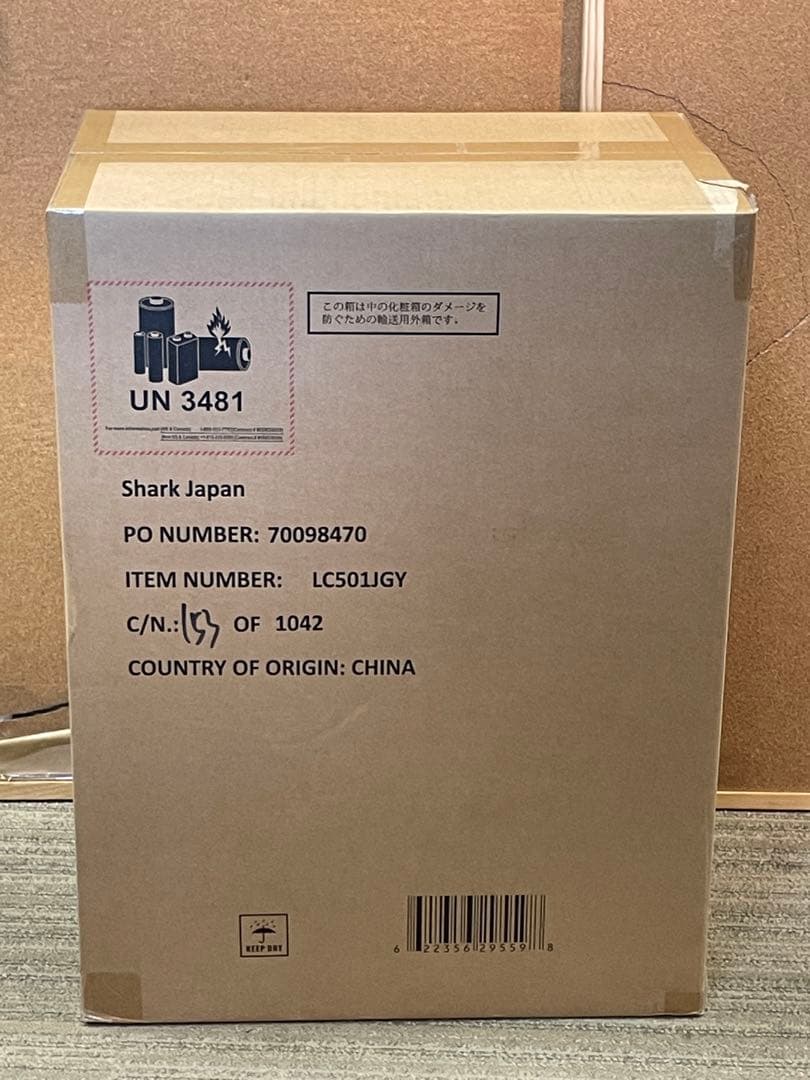 この箱は中の化粧箱のダメージを
防ぐための輸送用外箱です。
UN 3481
Shark Japan
PO NUMBER: 70098470
ITEM NUMBER: LC501JGY
C/N.: 153 OF 1042
COUNTRY OF ORIGIN: CHINA
KEEP DRY
6 22356 29559 8